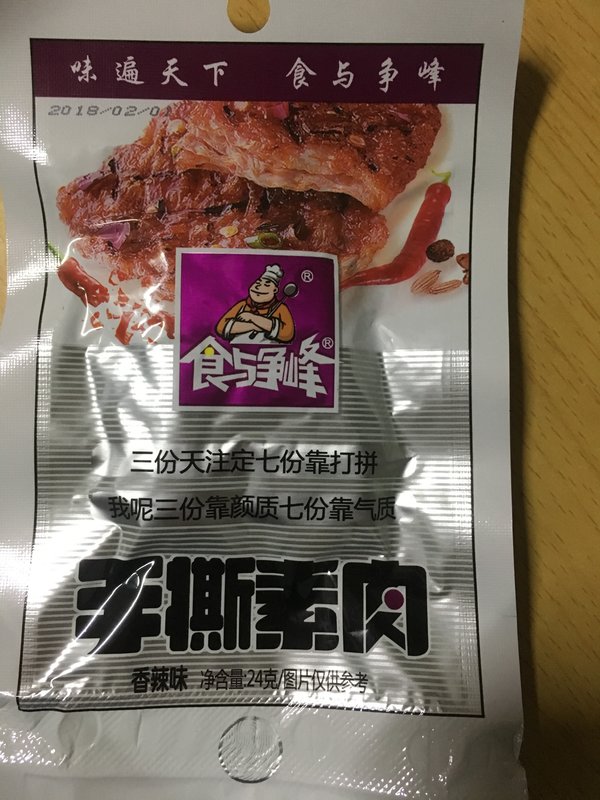 味遍天下 食与争峰
2018/02/01
®
食与争峰®
三份天注定七份靠打拼
我呢三份靠颜质七份靠气质
手撕素肉
香辣味 净含量:24克/图片仅供参考